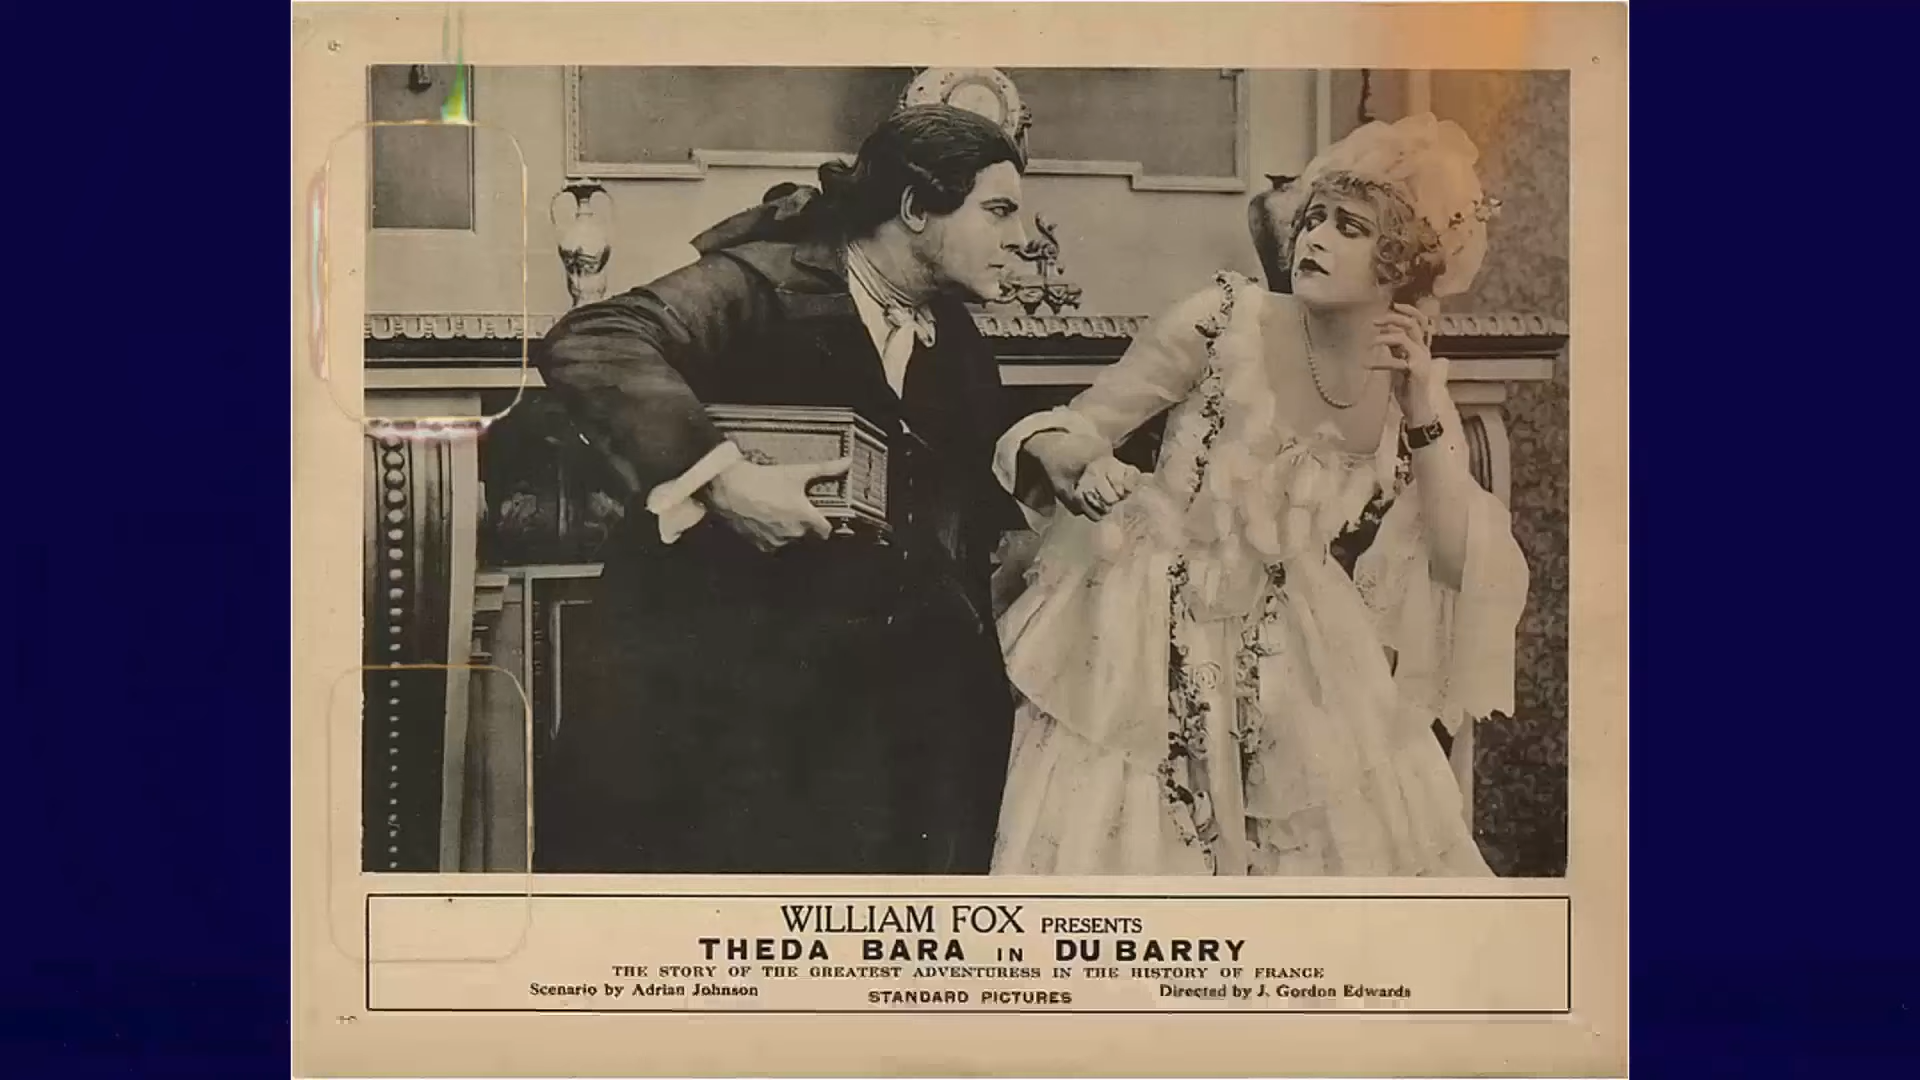 WILLIAM FOX PRESENTS
THEDA BARA IN DU BARRY
THE STORY OF THE GREATEST ADVENTURESS IN THE HISTORY OF FRANCE
Scenario by Adrian Johnson
STANDARD PICTURES
Directed by J. Gordon Edwards